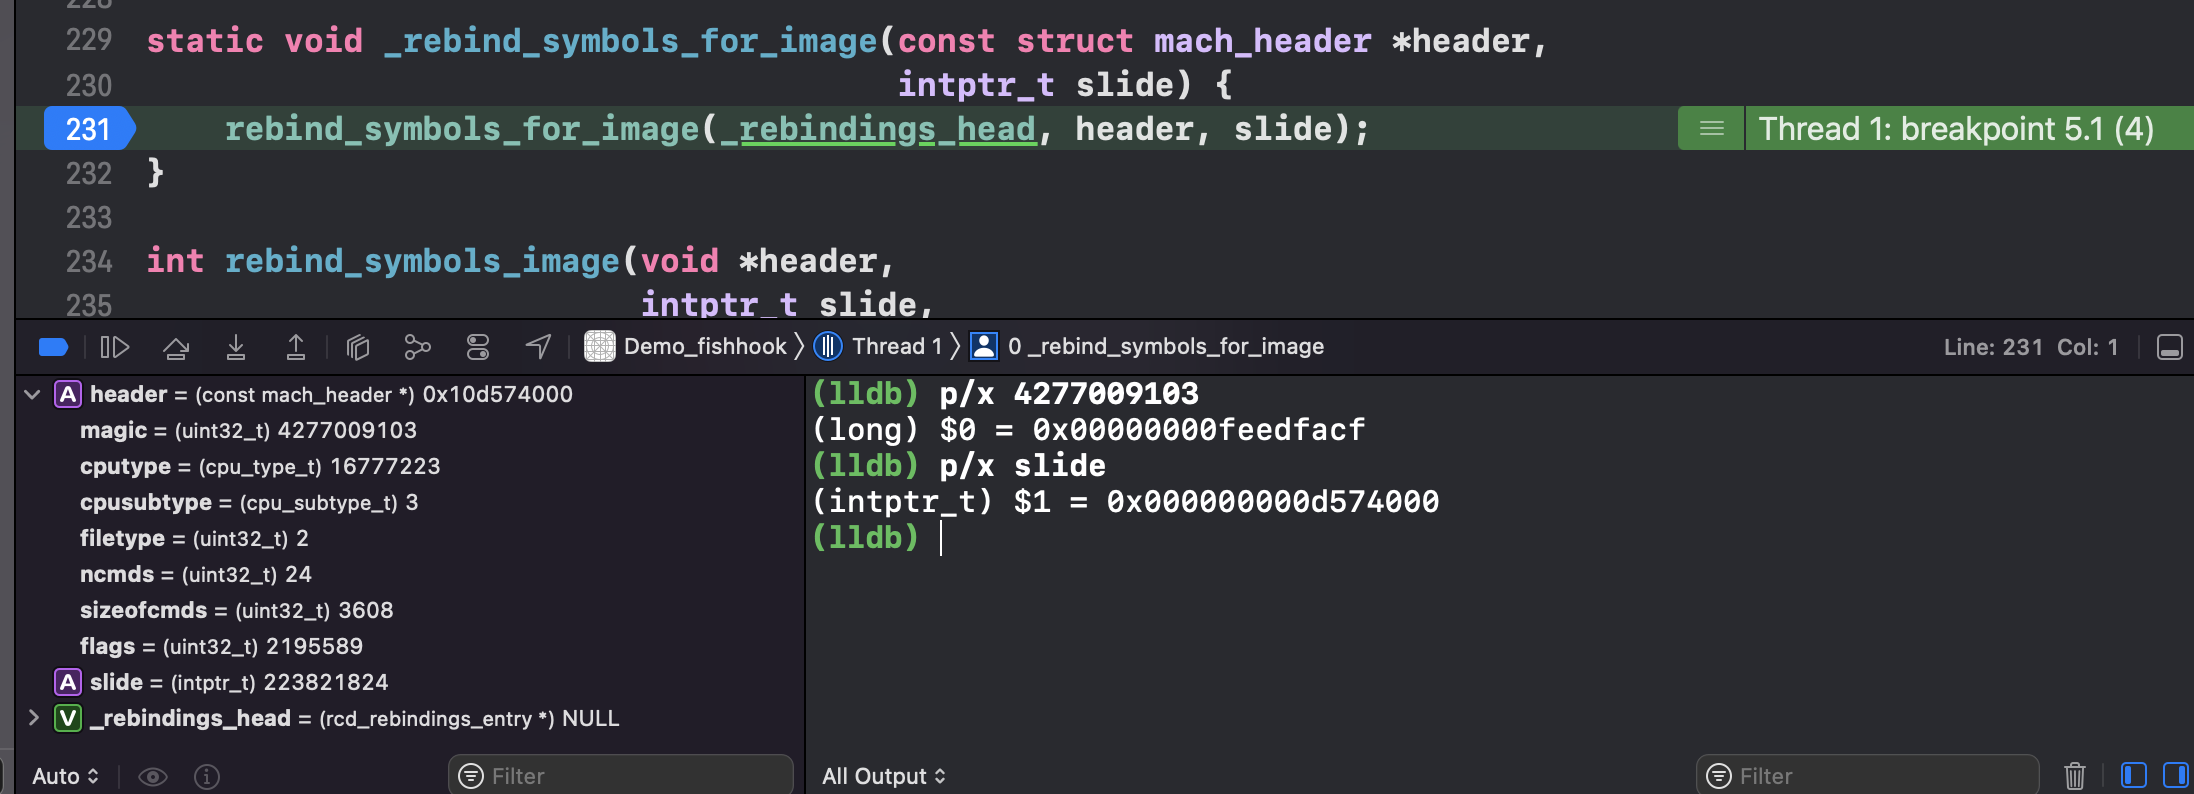 228
229 static void _rebind_symbols_for_image(const struct mach_header *header,
230 intptr_t slide) {
231 rebind_symbols_for_image(_rebindings_head, header, slide); Thread 1: breakpoint 5.1 (4)
232 }
233
234 int rebind_symbols_image(void *header,
235 intptr_t slide,
Demo_fishhook Thread 1 0 _rebind_symbols_for_image Line: 231 Col: 1
A header = (const mach_header *) 0x10d574000
magic = (uint32_t) 4277009103
cputype = (cpu_type_t) 16777223
cpusubtype = (cpu_subtype_t) 3
filetype = (uint32_t) 2
ncmds = (uint32_t) 24
sizeofcmds = (uint32_t) 3608
flags = (uint32_t) 2195589
A slide = (intptr_t) 223821824
V _rebindings_head = (rcd_rebindings_entry *) NULL
Auto Filter
(lldb) p/x 4277009103
(long) $0 = 0x00000000feedfacf
(lldb) p/x slide
(intptr_t) $1 = 0x000000000d574000
(lldb)
All Output Filter